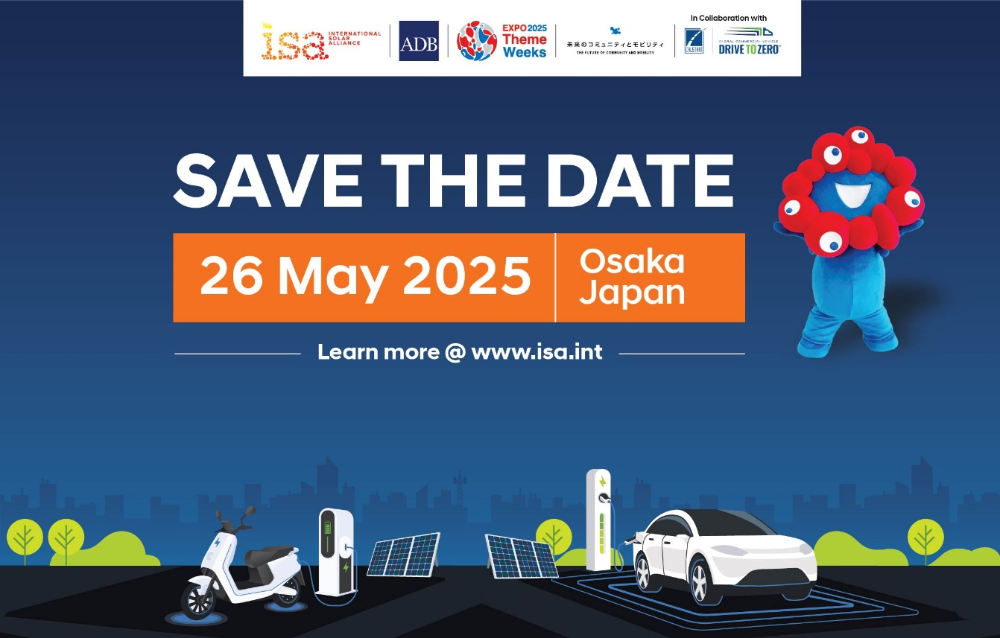 In Collaboration with
isa INTERNATIONAL
SOLAR
ALLIANCE
ADB
EXPO2025
Theme
Weeks
未来のコミュニティとモビリティ
THE FUTURE OF COMMUNITY AND MOBILITY
CALSTART
GLOBAL COMMERCIAL VEHICLE
DRIVE TO ZERO
SAVE THE DATE
26 May 2025
Osaka
Japan
Learn more @ www.isa.int